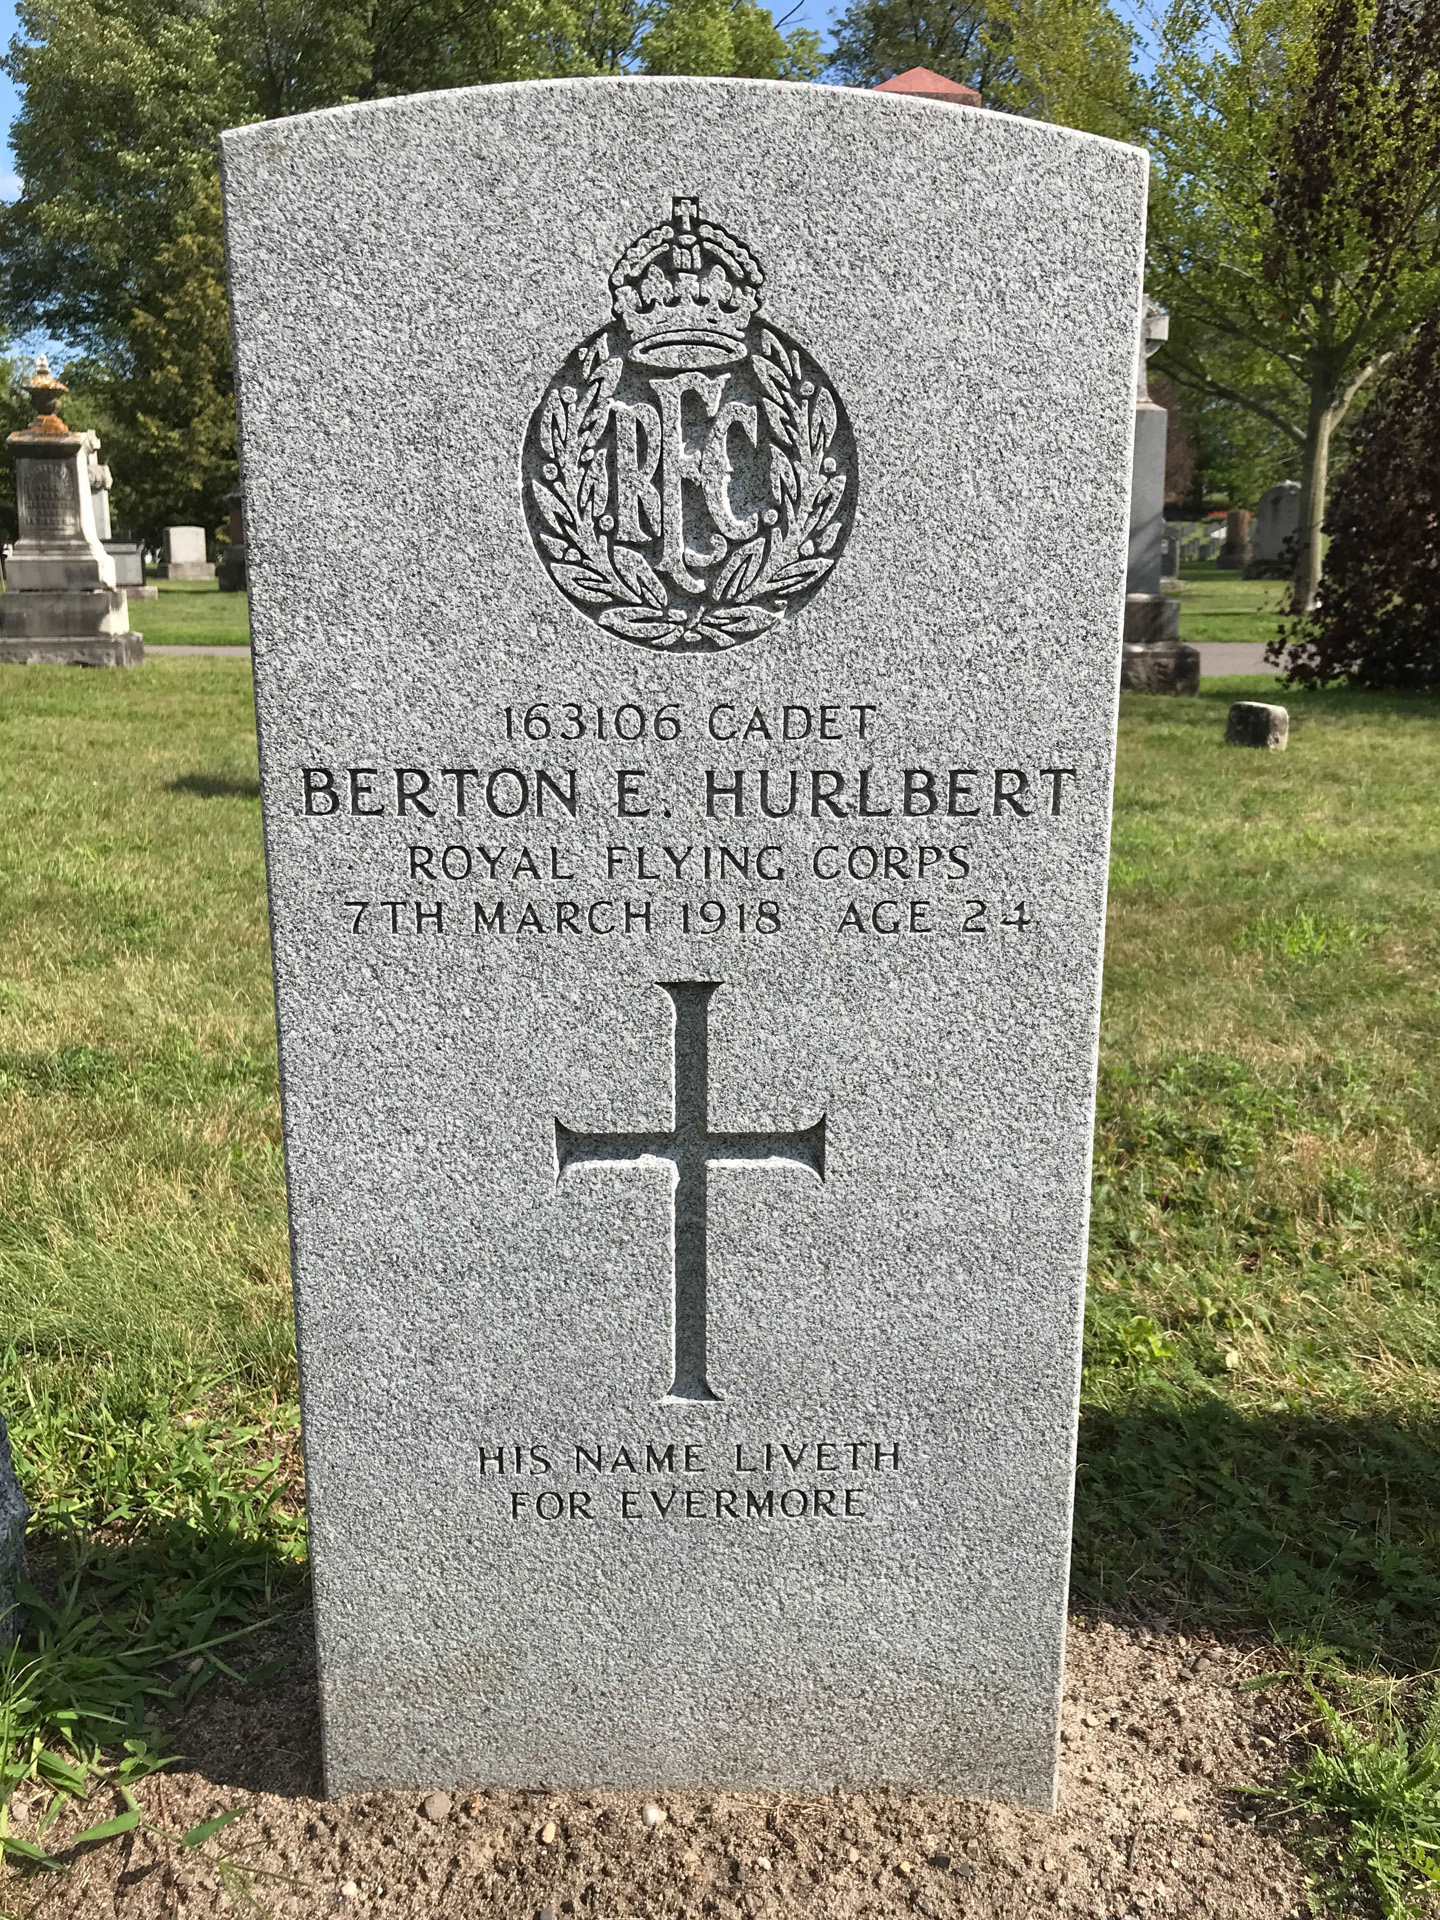 RFC
163106 CADET
BERTON E. HURLBERT
ROYAL FLYING CORPS
7TH MARCH 1918 AGE 24
HIS NAME LIVETH
FOR EVERMORE